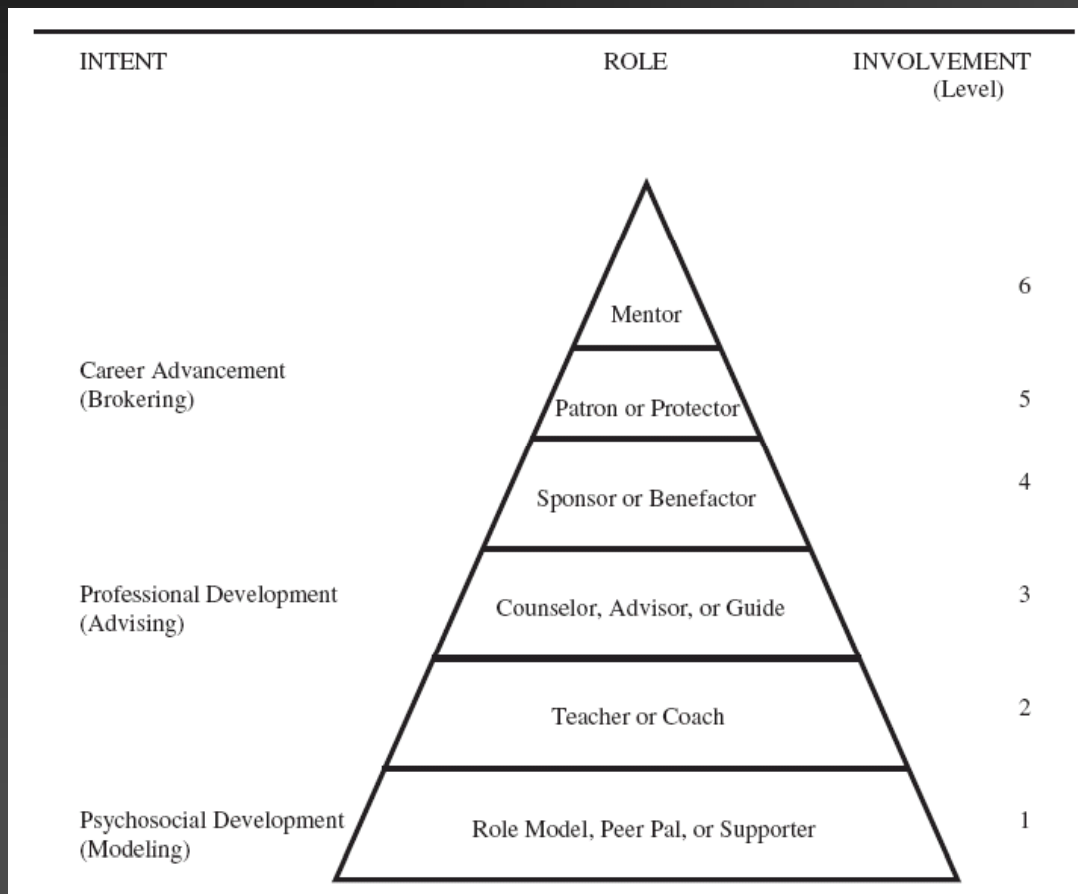 INTENT ROLE INVOLVEMENT
(Level)
6
Mentor
Career Advancement
(Brokering)
5
Patron or Protector
4
Sponsor or Benefactor
Professional Development
(Advising)
3
Counselor, Advisor, or Guide
2
Teacher or Coach
Psychosocial Development
(Modeling)
1
Role Model, Peer Pal, or Supporter